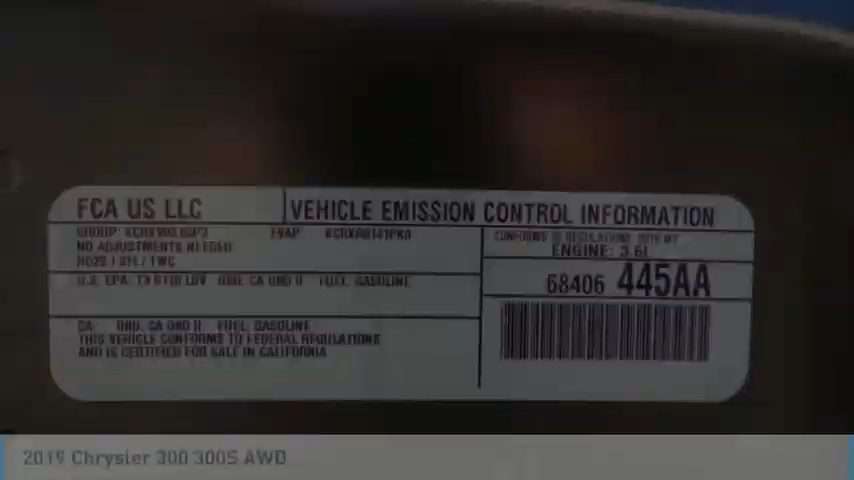 FCA US LLC
VEHICLE EMISSION CONTROL INFORMATION
GROUP:
EVAP:
NO ADJUSTMENTS NEEDED
HO2S / SFI / TWC
CONFORMS TO REGULATIONS: 2019 MY
ENGINE: 3.6L
U.S. EPA: T3 B110 LDV OBD: CA OBD II FUEL: GASOLINE
68406 445AA
CA: OBD: CA OBD II FUEL: GASOLINE
THIS VEHICLE CONFORMS TO FEDERAL REGULATIONS
AND IS CERTIFIED FOR SALE IN CALIFORNIA
2019 Chrysler 300 300S AWD